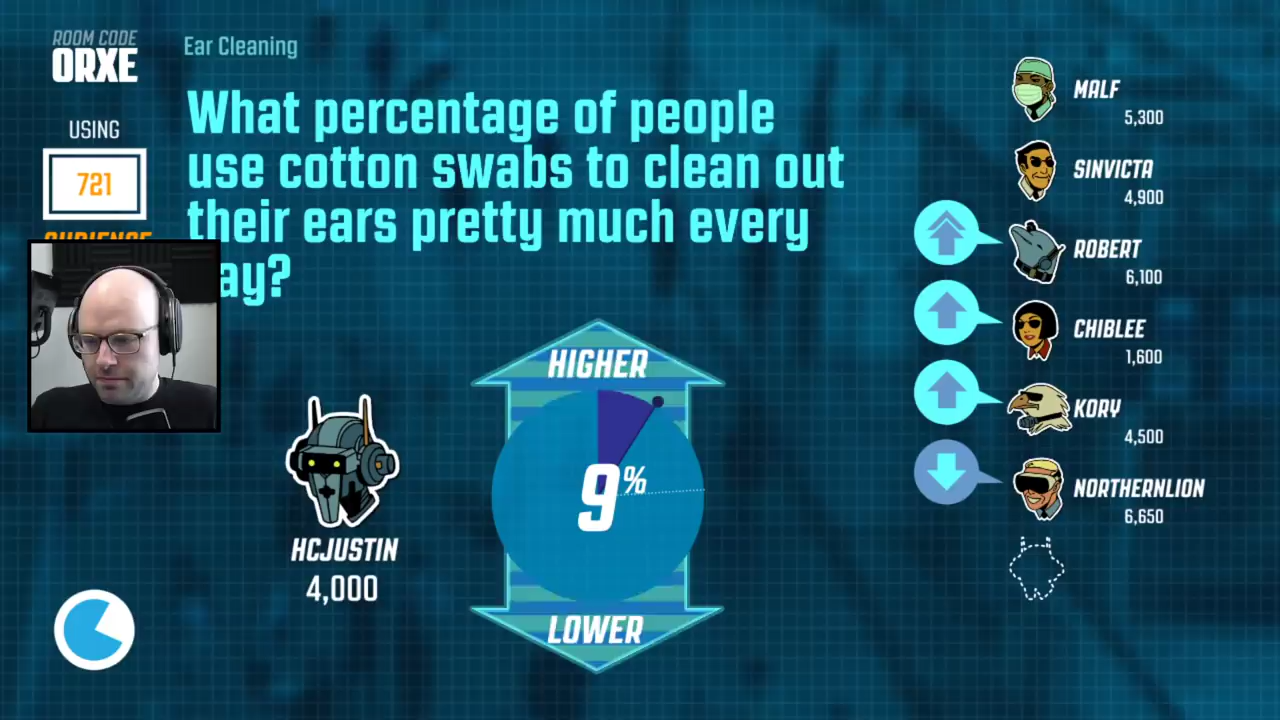 ROOM CODE
ORXE
USING
721
AUDIENCE
Ear Cleaning
What percentage of people
use cotton swabs to clean out
their ears pretty much every
ay?
HCJUSTIN
4,000
HIGHER
9%
LOWER
MALF
5,300
SINVICTA
4,900
ROBERT
6,100
CHIBLEE
1,600
KORY
4,500
NORTHERNLION
6,650